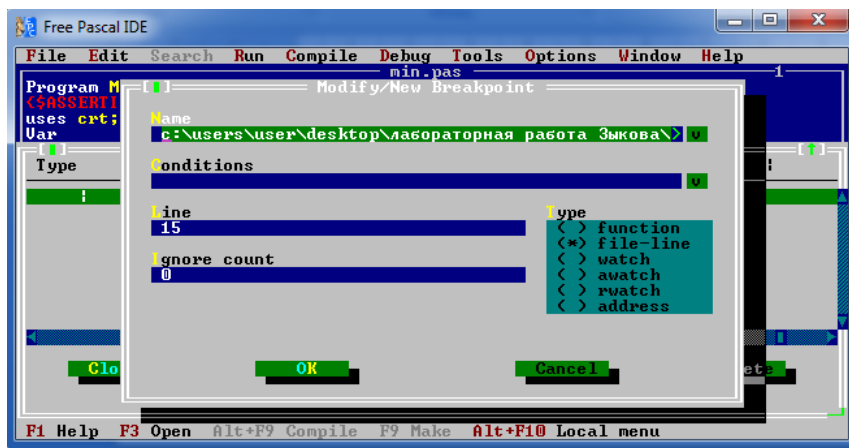 Free Pascal IDE
File Edit Search Run Compile Debug Tools Options Window Help
min.pas 1
Program M
Modify/New Breakpoint
{$ASSERTI
uses crt;
Name
Var
c:\users\user\desktop\лабораторная работа Зыкова\
Type
Conditions
Line
15
Type
( ) function
(*) file-line
Ignore count
( ) watch
0
( ) awatch
( ) rwatch
( ) address
Clo
OK
Cancel
ete
F1 Help F3 Open Alt+F9 Compile F9 Make Alt+F10 Local menu